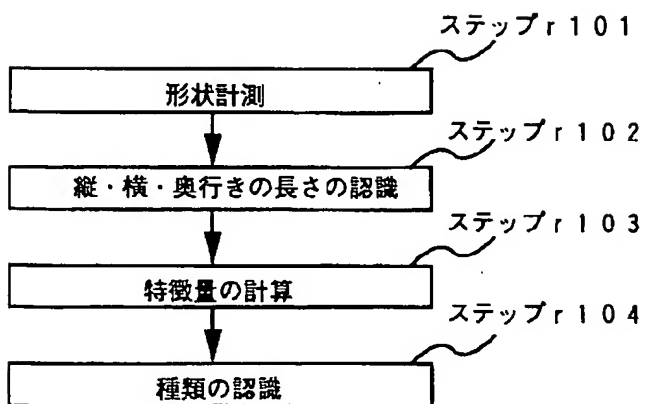 ステップｒ１０１
形状計測
ステップｒ１０２
縦・横・奥行きの長さの認識
ステップｒ１０３
特徴量の計算
ステップｒ１０４
種類の認識